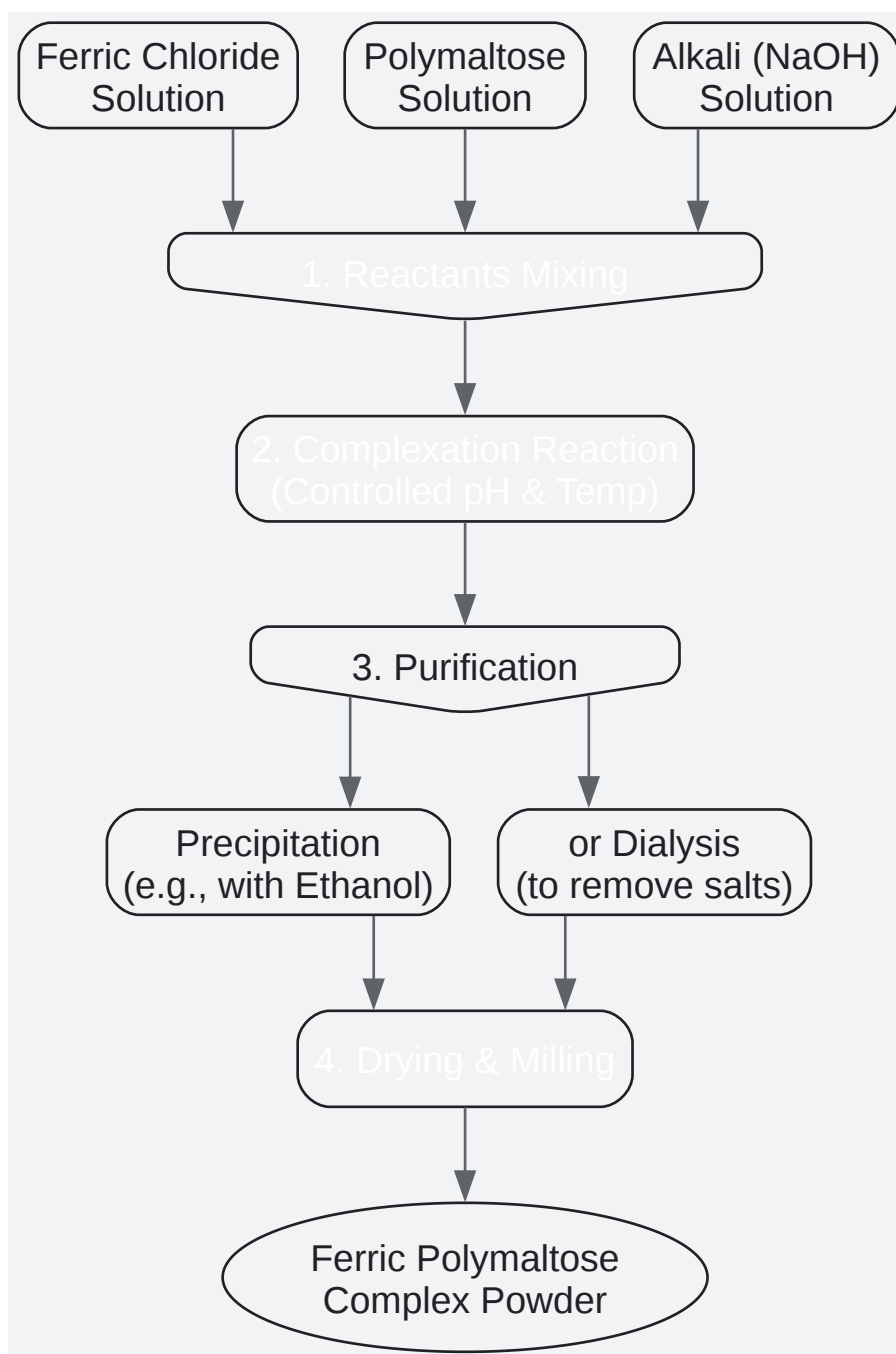 Ferric Chloride
Solution
Polymaltose
Solution
Alkali (NaOH)
Solution
1. Reactants Mixing
2. Complexation Reaction
(Controlled pH & Temp)
3. Purification
Precipitation
(e.g., with Ethanol)
or Dialysis
(to remove salts)
4. Drying & Milling
Ferric Polymaltose
Complex Powder